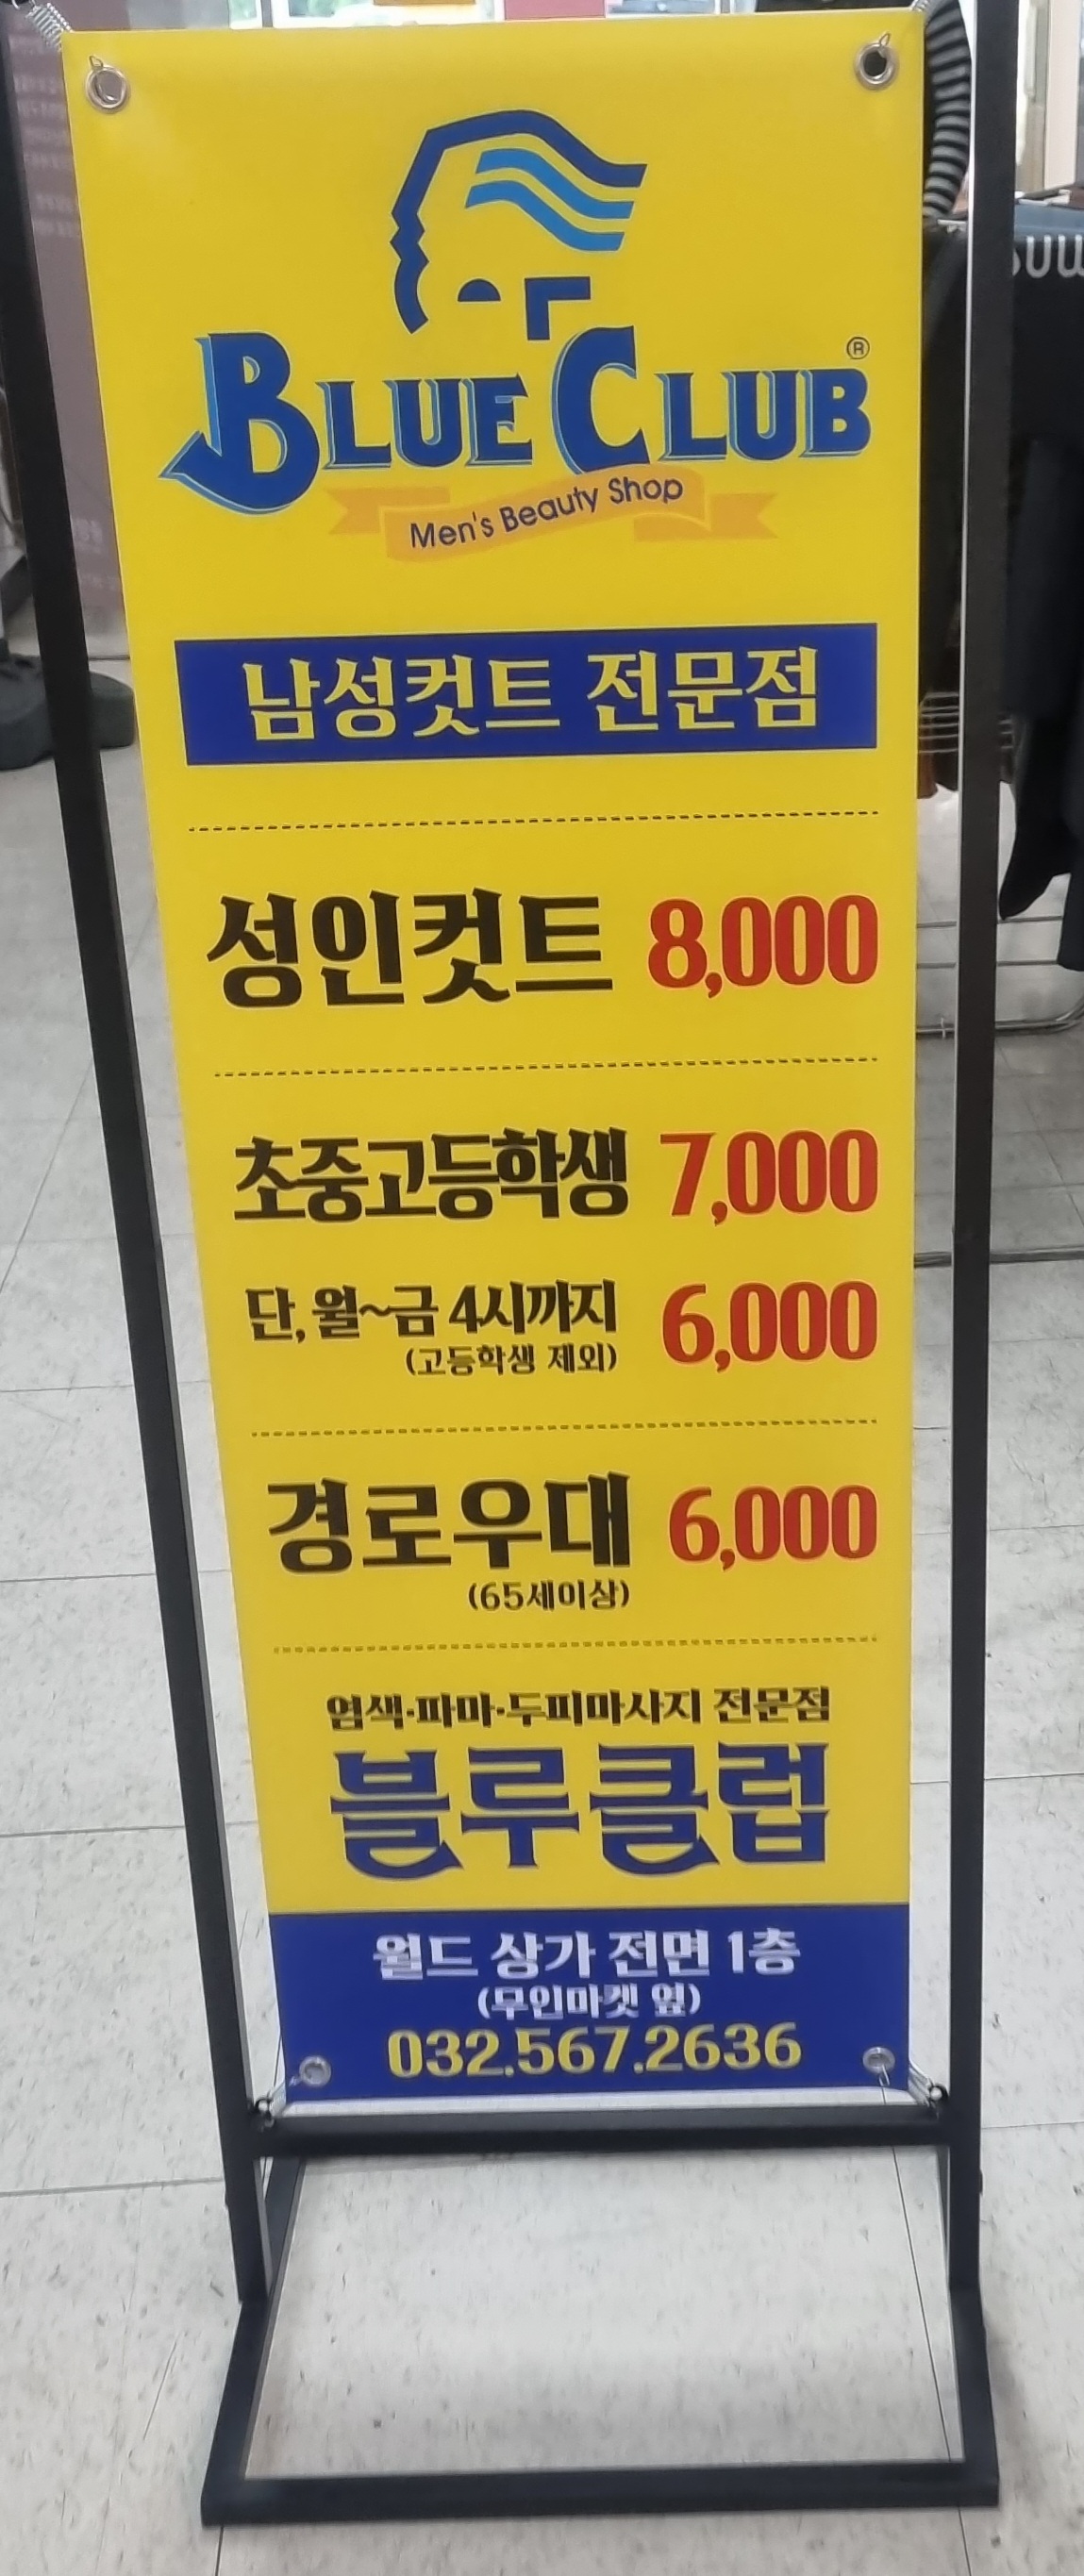 BLUE CLUB ®
Men's Beauty Shop
남성컷트 전문점
성인컷트 8,000
초중고등학생 7,000
단, 월~금 4시까지 6,000
(고등학생 제외)
경로우대 6,000
(65세이상)
염색·파마·두피마사지 전문점
블루클럽
월드 상가 전면 1층
(무인마켓 옆)
032.567.2636